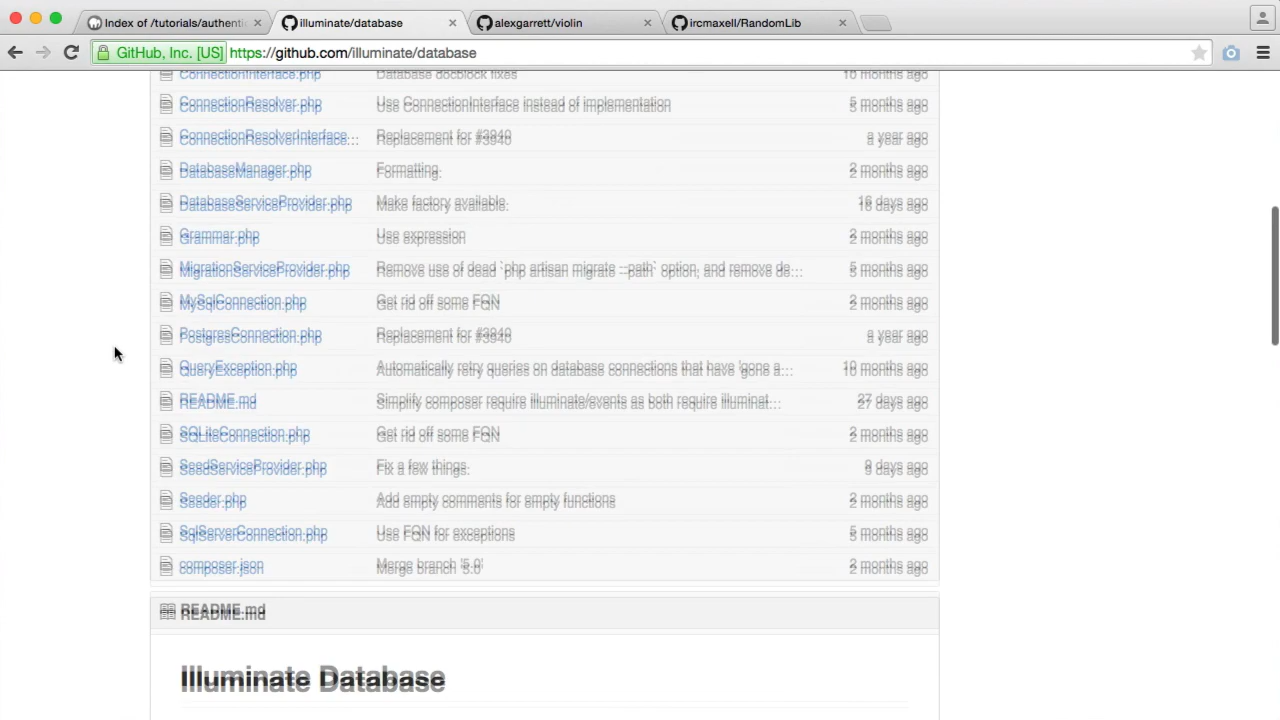 Index of /tutorials/authenti
illuminate/database
alexgarrett/violin
ircmaxell/RandomLib
GitHub, Inc. [US] https://github.com/illuminate/database
ConnectionInterface.php Database docblock fixes 10 months ago
ConnectionResolver.php Use ConnectionInterface instead of implementation 5 months ago
ConnectionResolverInterface... Replacement for #3940 a year ago
DatabaseManager.php Formatting. 2 months ago
DatabaseServiceProvider.php Make factory available. 16 days ago
Grammar.php Use expression 2 months ago
MigrationServiceProvider.php Remove use of dead `php artisan migrate --path` option, and remove de... 5 months ago
MySqlConnection.php Get rid off some FQN 2 months ago
PostgresConnection.php Replacement for #3940 a year ago
QueryException.php Automatically retry queries on database connections that have 'gone a... 10 months ago
README.md Simplify composer require illuminate/events as both require illuminat... 27 days ago
SQLiteConnection.php Get rid off some FQN 2 months ago
SeedServiceProvider.php Fix a few things. 9 days ago
Seeder.php Add empty comments for empty functions 2 months ago
SqlServerConnection.php Use FQN for exceptions 5 months ago
composer.json Merge branch '5.0' 2 months ago
README.md
Illuminate Database